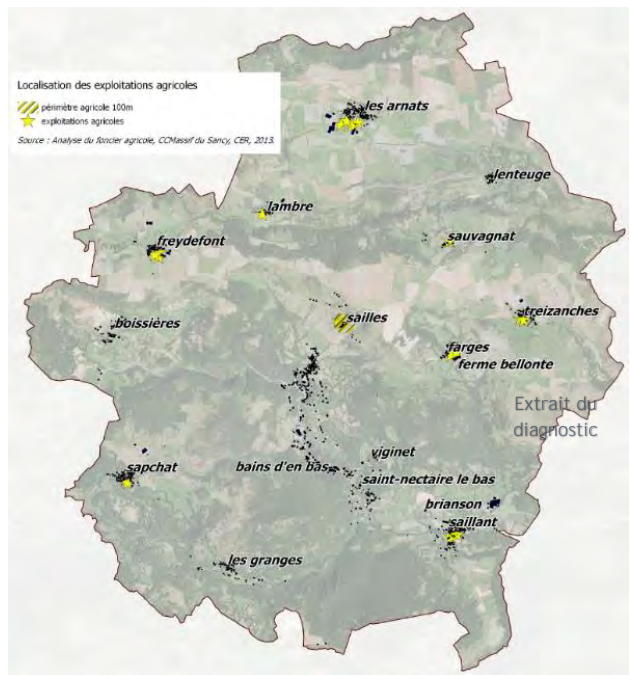 Localisation des exploitations agricoles
périmètre agricole 100m
exploitations agricoles
Source : Analyse du foncier agricole, CCMassif du Sancy, CER, 2013.
les arnats
lenteuge
lambre
freydefont
sauvagnat
boissières
sailles
treizanches
farges
ferme bellonte
Extrait du
diagnostic
viginet
sapchat
bains d'en bas
saint-nectaire le bas
brianson
saillant
les granges